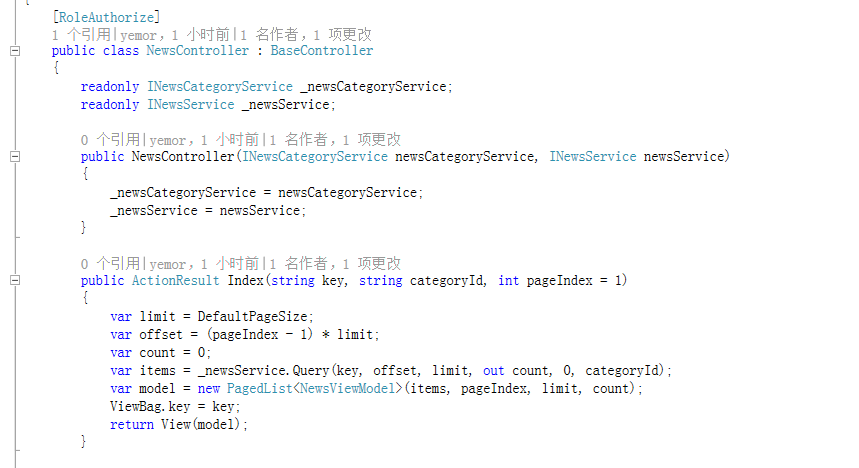 {
[RoleAuthorize]
1 个引用|yemor, 1 小时前|1 名作者, 1 项更改
public class NewsController : BaseController
{
readonly INewsCategoryService _newsCategoryService;
readonly INewsService _newsService;
0 个引用|yemor, 1 小时前|1 名作者, 1 项更改
public NewsController(INewsCategoryService newsCategoryService, INewsService newsService)
{
_newsCategoryService = newsCategoryService;
_newsService = newsService;
}
0 个引用|yemor, 1 小时前|1 名作者, 1 项更改
public ActionResult Index(string key, string categoryId, int pageIndex = 1)
{
var limit = DefaultPageSize;
var offset = (pageIndex - 1) * limit;
var count = 0;
var items = _newsService.Query(key, offset, limit, out count, 0, categoryId);
var model = new PagedList<NewsViewModel>(items, pageIndex, limit, count);
ViewBag.key = key;
return View(model);
}